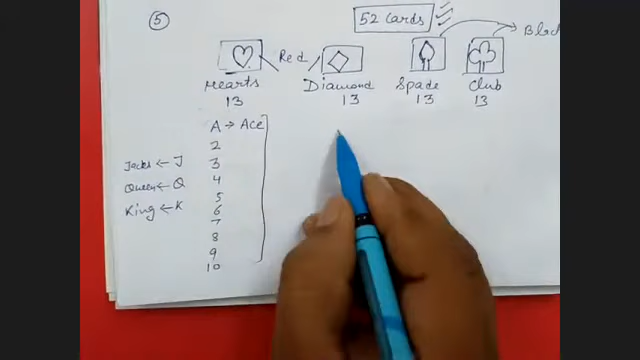 5
52 Cards
Red
Black
Hearts Diamond Spade Club
13 13 13 13
A → Ace
2
Jacks ← J 3
Queen ← Q 4
5
King ← K 6
7
8
9
10